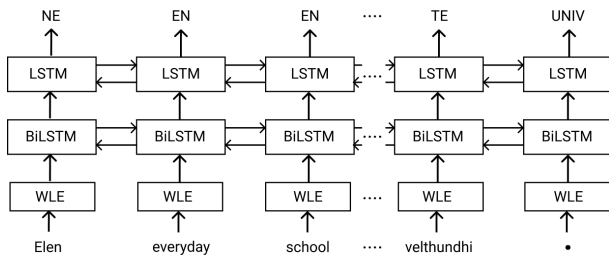 NE EN EN .... TE UNIV
LSTM LSTM LSTM .... LSTM LSTM
BiLSTM BiLSTM BiLSTM .... BiLSTM BiLSTM
WLE WLE WLE .... WLE WLE
Elen everyday school .... velthundhi •